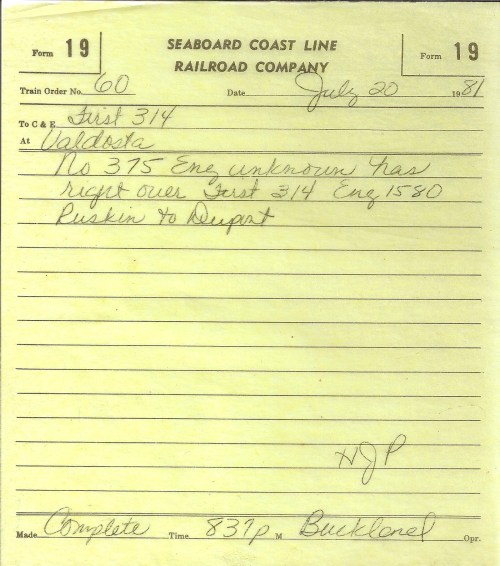 Form 19 SEABOARD COAST LINE Form 19
RAILROAD COMPANY
Train Order No. 60 Date July 20 1981
To C & E First 314
At Valdosta
No 375 Eng unknown has
right over First 314 Eng 1580
Ruskin to Dupont
HJP
Made Complete Time 837p M Opr.